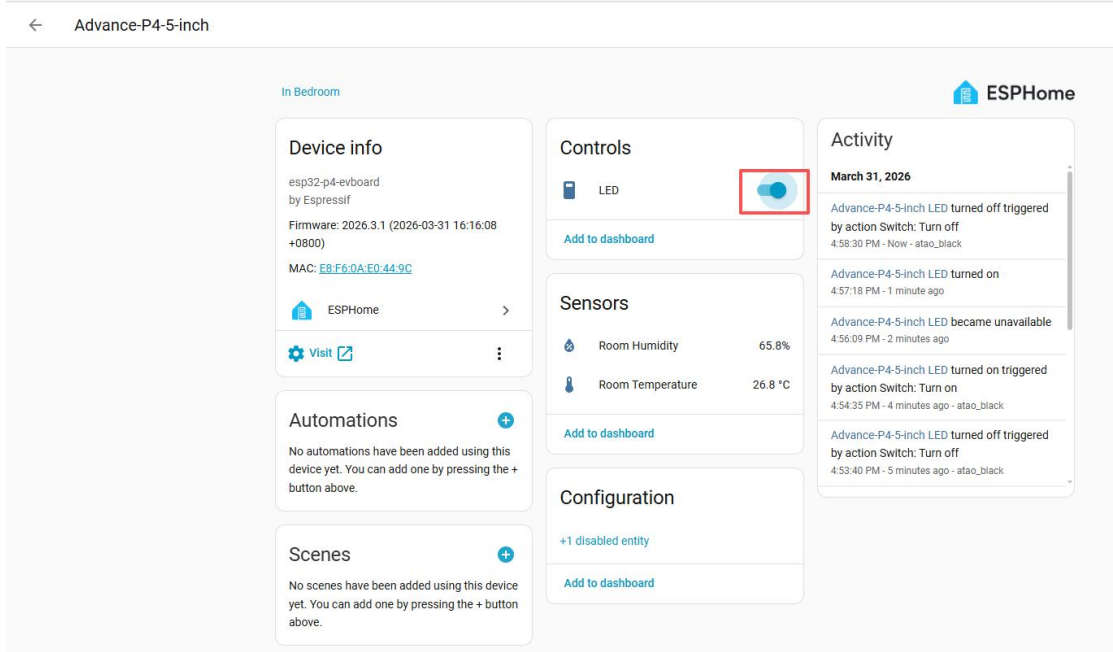 Advance-P4-5-inch
In Bedroom
ESPHome
Device info
esp32-p4-evboard
by Espressif
Firmware: 2026.3.1 (2026-03-31 16:16:08
+0800)
MAC: E8:F6:0A:E0:44:9C
ESPHome
Visit
Automations
No automations have been added using this
device yet. You can add one by pressing the +
button above.
Scenes
No scenes have been added using this device
yet. You can add one by pressing the + button
above.
Controls
LED
Add to dashboard
Sensors
Room Humidity 65.8%
Room Temperature 26.8 °C
Add to dashboard
Configuration
+1 disabled entity
Add to dashboard
Activity
March 31, 2026
Advance-P4-5-inch LED turned off triggered
by action Switch: Turn off
4:58:30 PM - Now - atao_black
Advance-P4-5-inch LED turned on
4:57:18 PM - 1 minute ago
Advance-P4-5-inch LED became unavailable
4:56:09 PM - 2 minutes ago
Advance-P4-5-inch LED turned on triggered
by action Switch: Turn on
4:54:35 PM - 4 minutes ago - atao_black
Advance-P4-5-inch LED turned off triggered
by action Switch: Turn off
4:53:40 PM - 5 minutes ago - atao_black